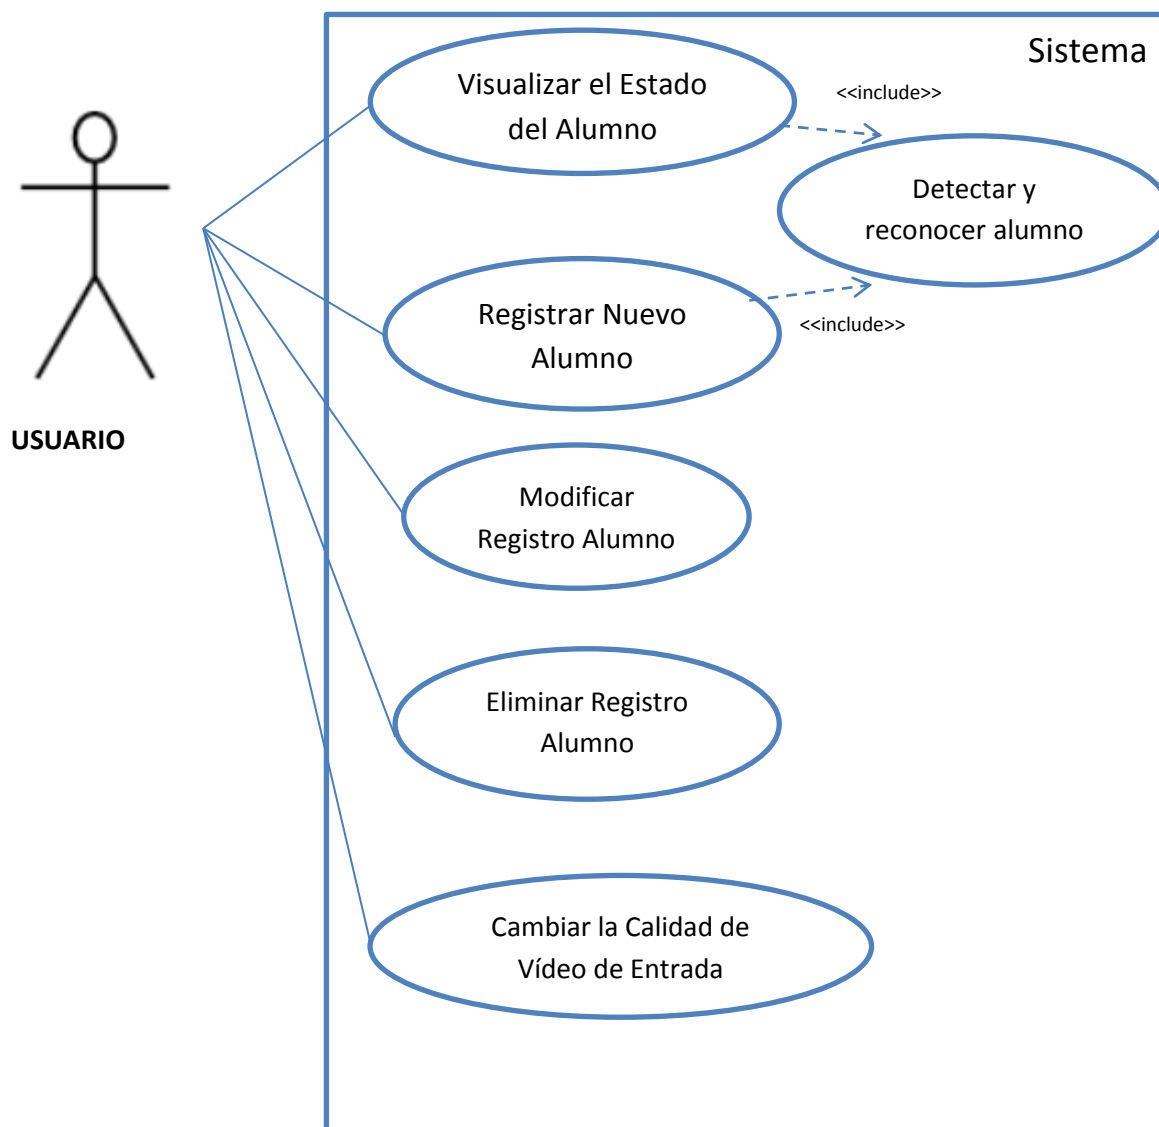 Sistema
Visualizar el Estado
del Alumno
<<include>>
Detectar y
reconocer alumno
Registrar Nuevo
Alumno
<<include>>
USUARIO
Modificar
Registro Alumno
Eliminar Registro
Alumno
Cambiar la Calidad de
Vídeo de Entrada